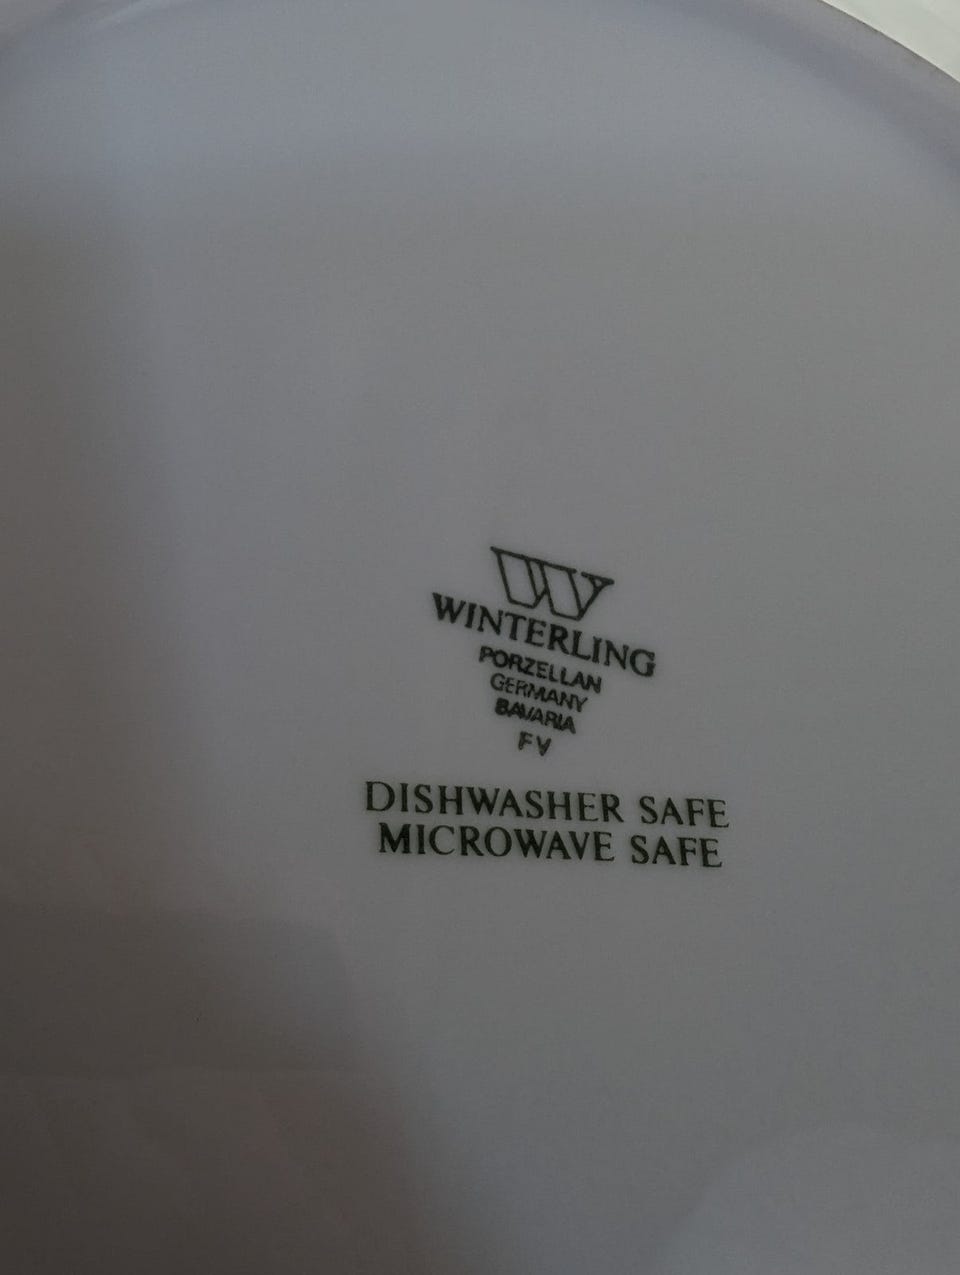 W
WINTERLING
PORZELLAN
GERMANY
BAVARIA
FV
DISHWASHER SAFE
MICROWAVE SAFE